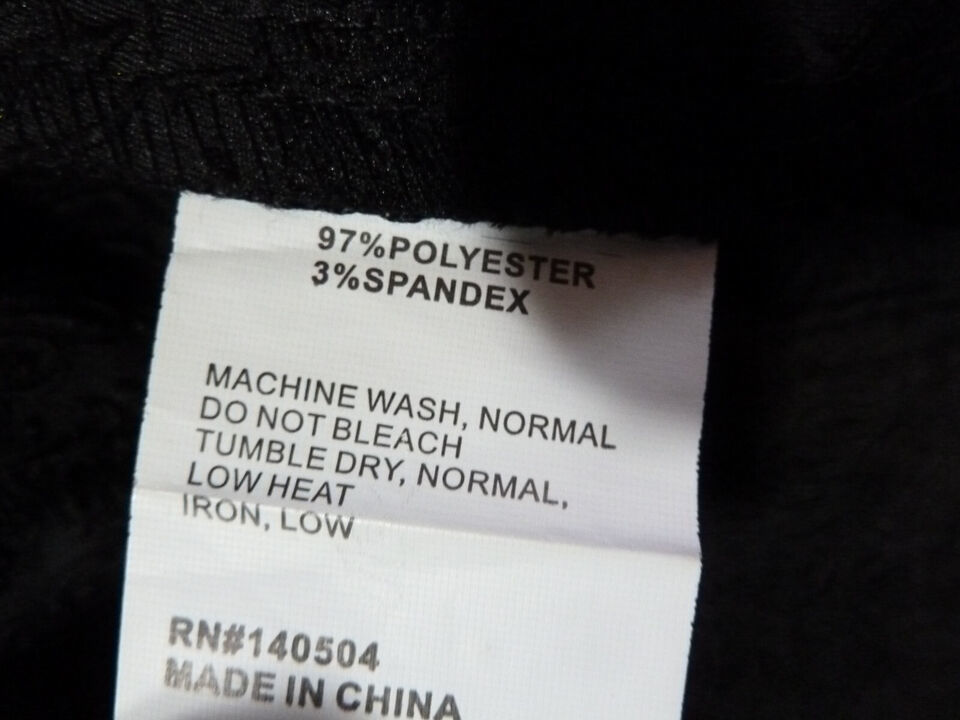 97%POLYESTER
3%SPANDEX
MACHINE WASH, NORMAL
DO NOT BLEACH
TUMBLE DRY, NORMAL,
LOW HEAT
IRON, LOW
RN#140504
MADE IN CHINA